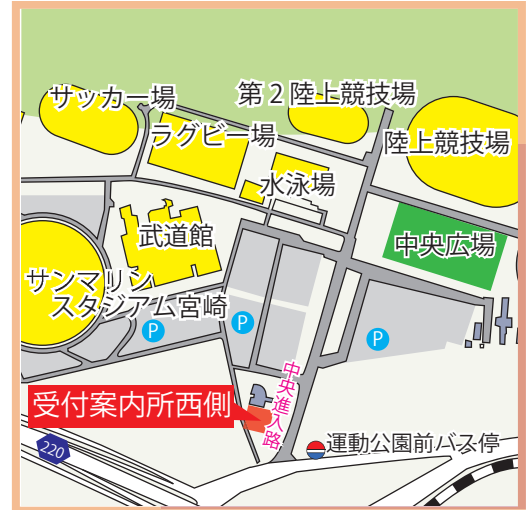 サッカー場
第2陸上競技場
ラグビー場
陸上競技場
水泳場
武道館
中央広場
サンマリン
スタジアム宮崎
P
P
P
中央進入路
受付案内所西側
運動公園前バス停
220